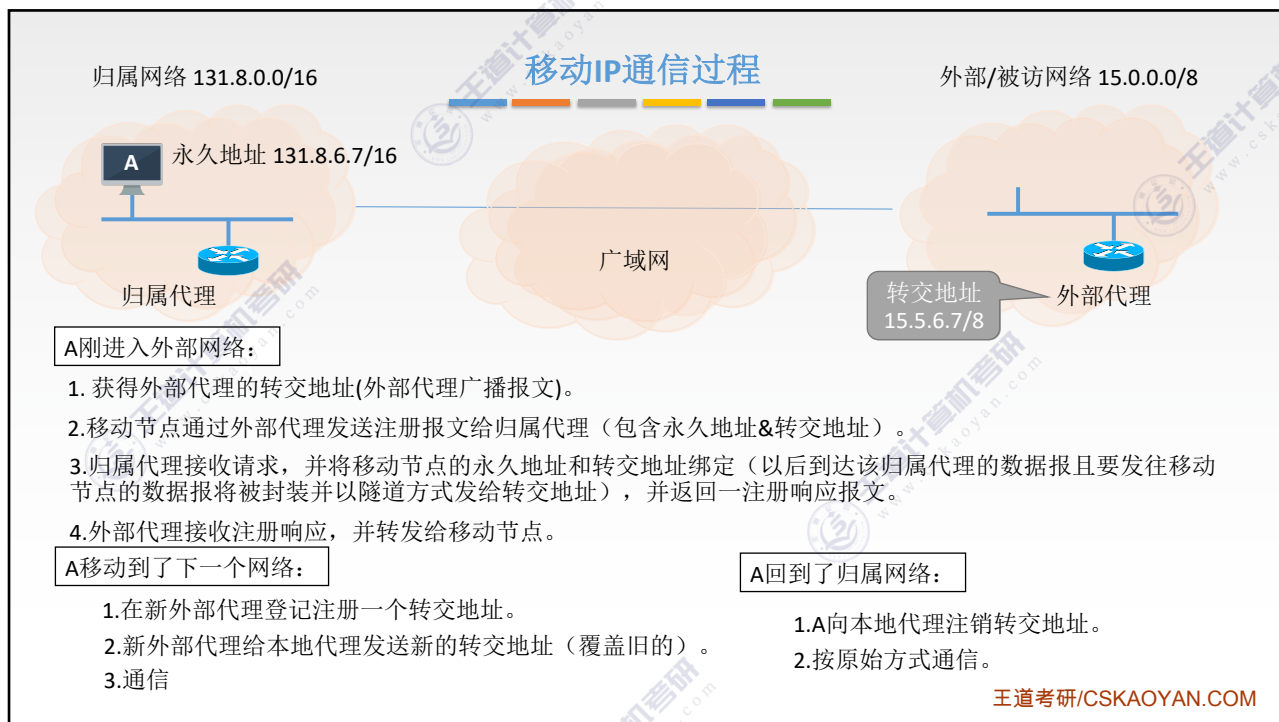 移动IP通信过程
归属网络 131.8.0.0/16
外部/被访网络 15.0.0.0/8
A
永久地址 131.8.6.7/16
广域网
归属代理
转交地址
15.5.6.7/8
外部代理
A刚进入外部网络：
1. 获得外部代理的转交地址(外部代理广播报文)。
2.移动节点通过外部代理发送注册报文给归属代理（包含永久地址&转交地址）。
3.归属代理接收请求，并将移动节点的永久地址和转交地址绑定（以后到达该归属代理的数据报且要发往移动
节点的数据报将被封装并以隧道方式发给转交地址），并返回一注册响应报文。
4.外部代理接收注册响应，并转发给移动节点。
A移动到了下一个网络：
1.在新外部代理登记注册一个转交地址。
2.新外部代理给本地代理发送新的转交地址（覆盖旧的）。
3.通信
A回到了归属网络：
1.A向本地代理注销转交地址。
2.按原始方式通信。
王道考研/CSKAOYAN.COM
王道计算机考研
www.cskaoyan.com